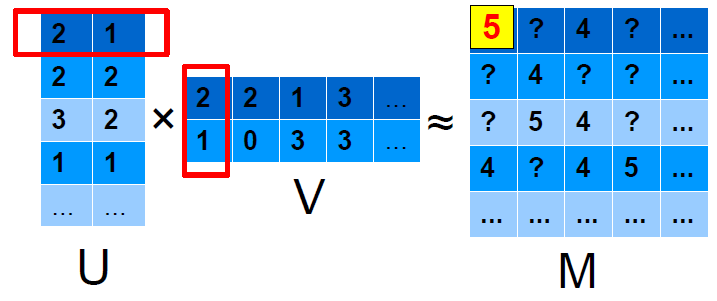 2 1
2 2
3 2
1 1
... ...
U
×
2 2 1 3 ...
1 0 3 3 ...
V
≈
5 ? 4 ? ...
? 4 ? ? ...
? 5 4 ? ...
4 ? 4 5 ...
... ... ... ... ...
M